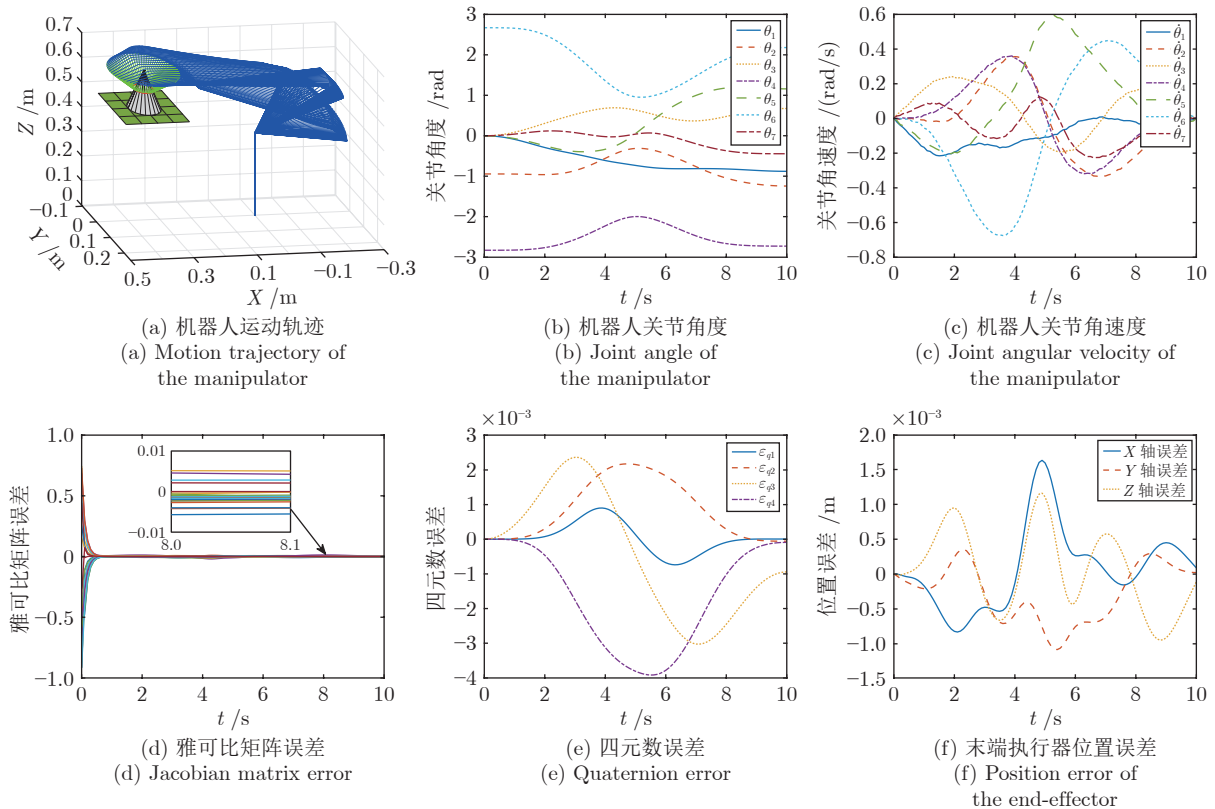 0.7
0.6
0.5
0.4
0.3
0.2
0.1
0
Z /m
−0.1
0
0.1
0.2
Y /m
0.5
0.3
0.1
−0.1
−0.3
X /m
(a) 机器人运动轨迹
(a) Motion trajectory of
the manipulator
3
2
1
0
−1
−2
−3
关节角度 /rad
θ1
θ2
θ3
θ4
θ5
θ6
θ7
0 2 4 6 8 10
t /s
(b) 机器人关节角度
(b) Joint angle of
the manipulator
0.6
0.4
0.2
0
−0.2
−0.4
−0.6
−0.8
关节角速度 /(rad/s)
θ̇1
θ̇2
θ̇3
θ̇4
θ̇5
θ̇6
θ̇7
0 2 4 6 8 10
t /s
(c) 机器人关节角速度
(c) Joint angular velocity of
the manipulator
1.0
0.5
0
−0.5
−1.0
雅可比矩阵误差
0.01
0
−0.01
8.0 8.1
0 2 4 6 8 10
t /s
(d) 雅可比矩阵误差
(d) Jacobian matrix error
×10−3
3
2
1
0
−1
−2
−3
−4
四元数误差
εq1
εq2
εq3
εq4
0 2 4 6 8 10
t /s
(e) 四元数误差
(e) Quaternion error
×10−3
2.0
1.5
1.0
0.5
0
−0.5
−1.0
−1.5
位置误差 /m
X 轴误差
Y 轴误差
Z 轴误差
0 2 4 6 8 10
t /s
(f) 末端执行器位置误差
(f) Position error of
the end-effector